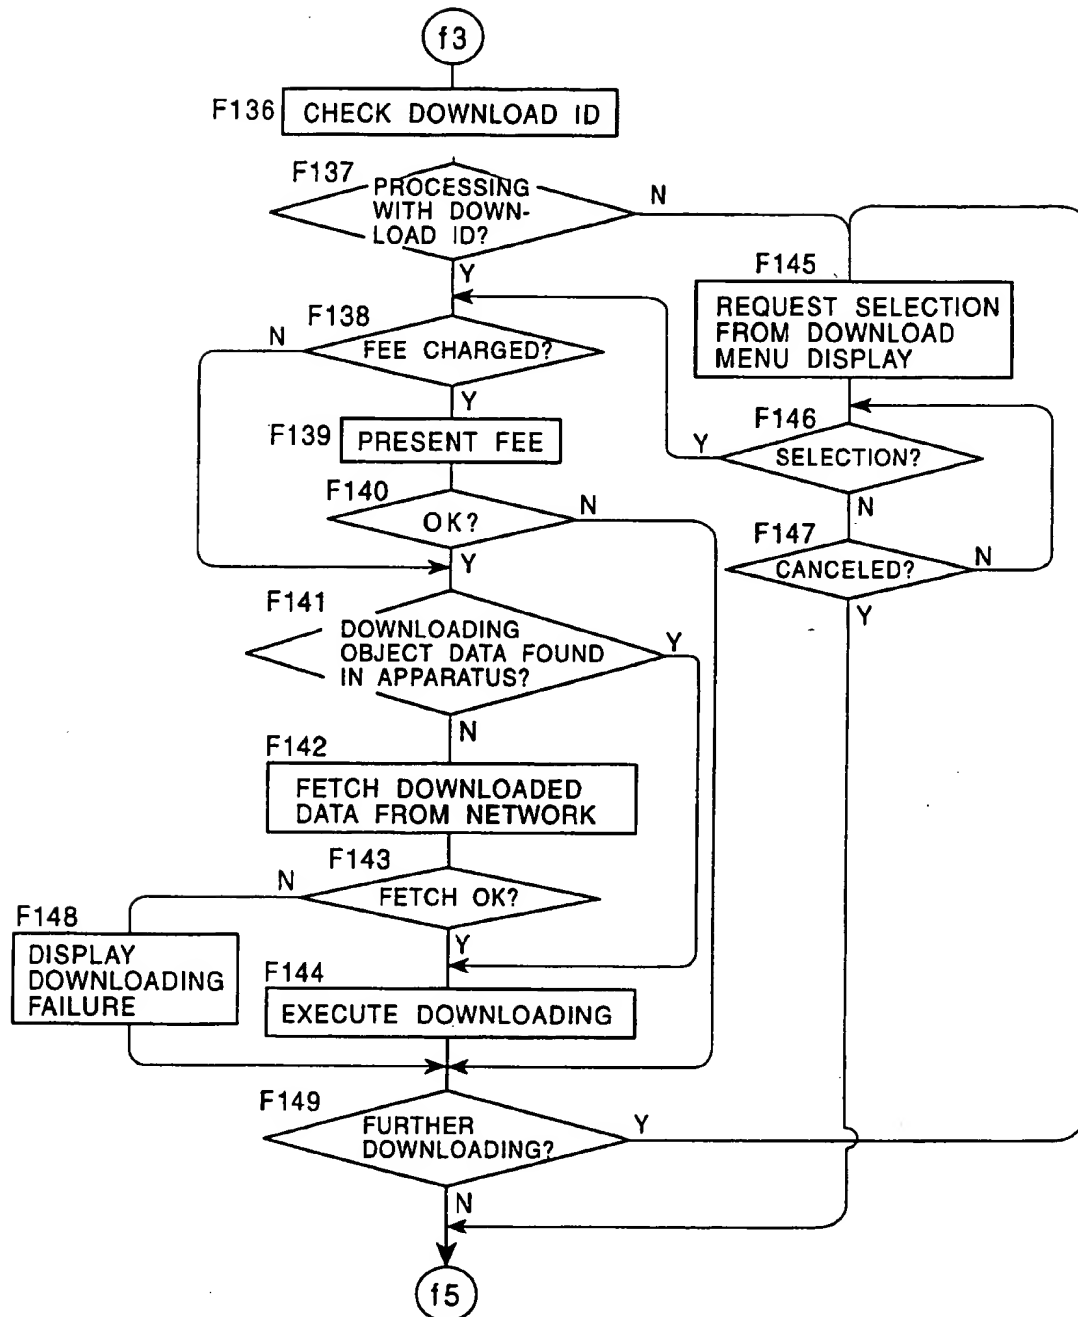 f3
F136
CHECK DOWNLOAD ID
F137
PROCESSING
WITH DOWN-
LOAD ID?
N
Y
F145
REQUEST SELECTION
FROM DOWNLOAD
MENU DISPLAY
F138
N
FEE CHARGED?
Y
F139
PRESENT FEE
F146
Y
SELECTION?
N
F140
OK?
N
Y
F147
CANCELED?
N
Y
F141
DOWNLOADING
OBJECT DATA FOUND
IN APPARATUS?
Y
N
F142
FETCH DOWNLOADED
DATA FROM NETWORK
F143
N
FETCH OK?
Y
F148
DISPLAY
DOWNLOADING
FAILURE
F144
EXECUTE DOWNLOADING
F149
FURTHER
DOWNLOADING?
Y
N
f5